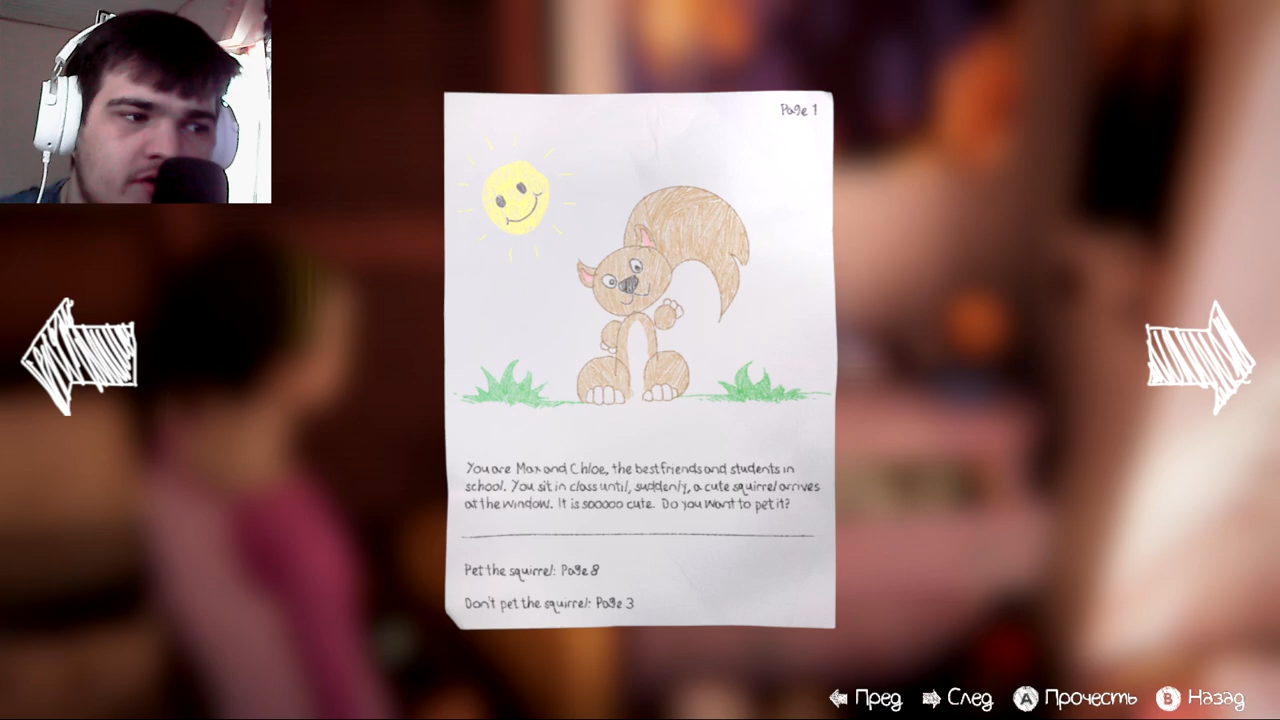 Page 1
You are Max and Chloe, the best friends and students in
school. You sit in class until, suddenly, a cute squirrel arrives
at the window. It is sooooo cute. Do you want to pet it?
Pet the squirrel: Page 8
Don't pet the squirrel: Page 3
Пред. След. A Прочесть B Назад